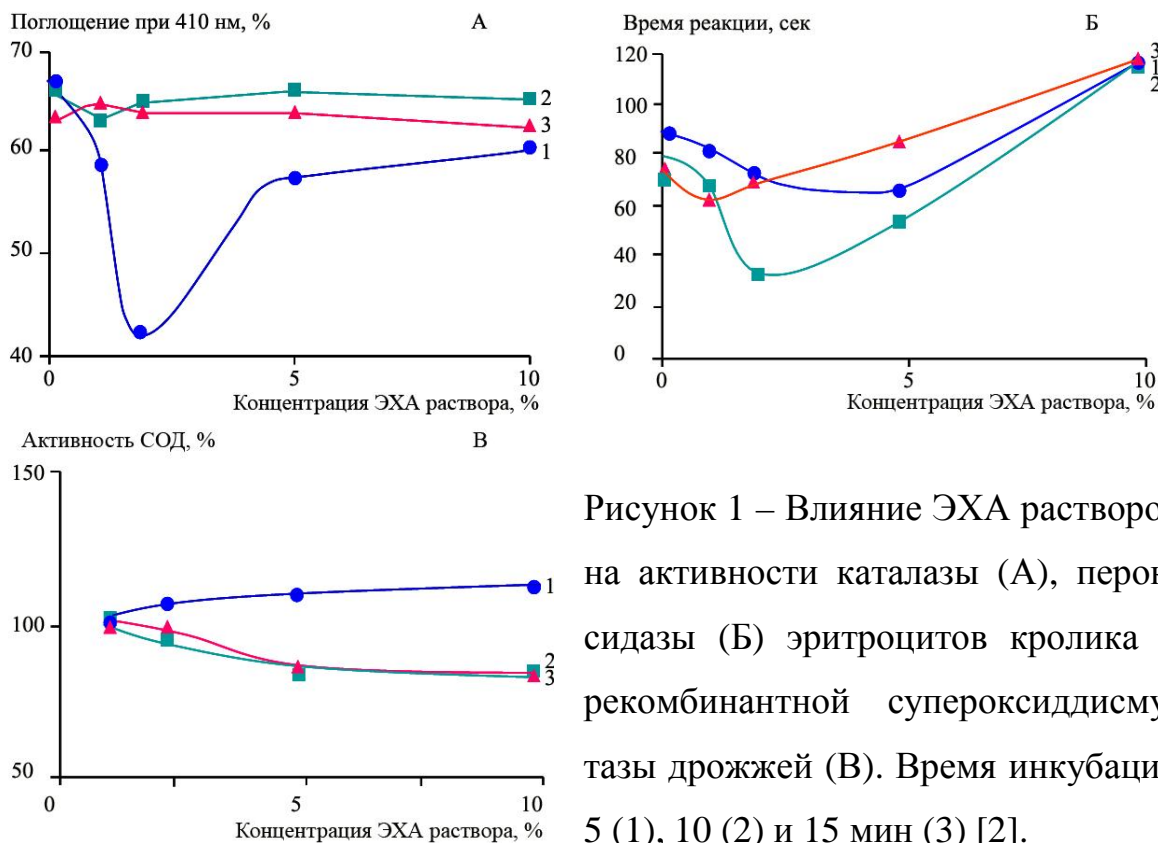 Поглощение при 410 нм, %
А
70
60
50
40
0
5
10
2
3
1
Концентрация ЭХА раствора, %
Время реакции, сек
Б
120
100
80
60
40
20
0
0
5
10
3
1
2
Концентрация ЭХА раствора, %
Активность СОД, %
В
150
100
50
0
5
10
1
2
3
Концентрация ЭХА раствора, %
Рисунок 1 – Влияние ЭХА растворо
на активности каталазы (А), перок
сидазы (Б) эритроцитов кролика
рекомбинантной супероксиддисму
тазы дрожжей (В). Время инкубаци
5 (1), 10 (2) и 15 мин (3) [2].